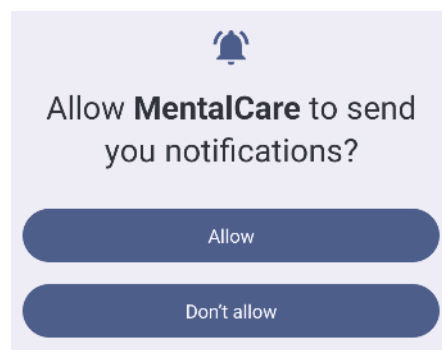 Allow MentalCare to send
you notifications?
Allow
Don't allow